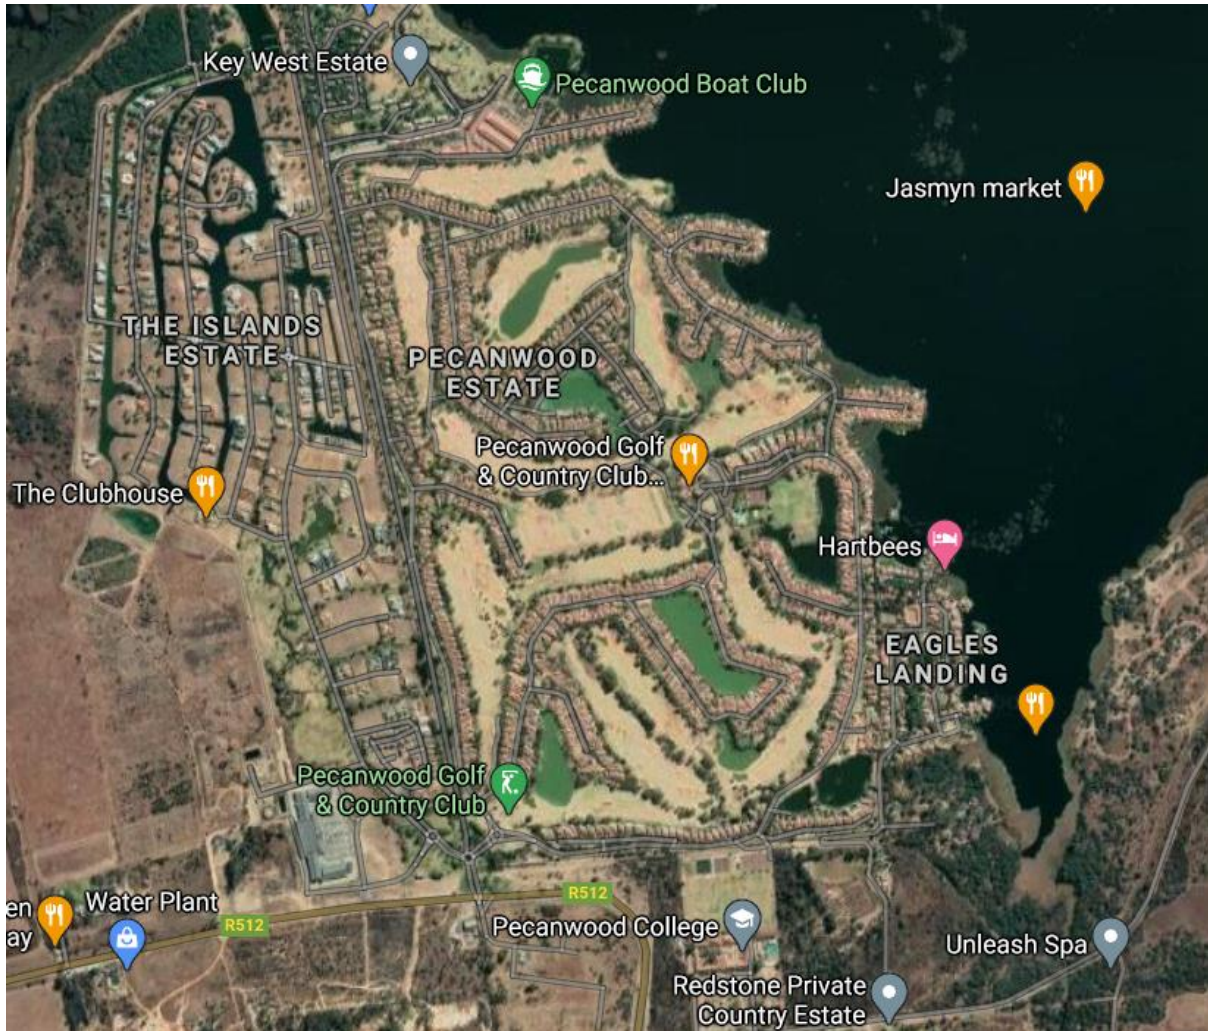 Key West Estate
Pecanwood Boat Club
Jasmyn market
THE ISLANDS
ESTATE
PECANWOOD
ESTATE
Pecanwood Golf
& Country Club...
The Clubhouse
Hartbees
EAGLES
LANDING
Pecanwood Golf
& Country Club
R512
en
ay
Water Plant
R512
Pecanwood College
Unleash Spa
Redstone Private
Country Estate